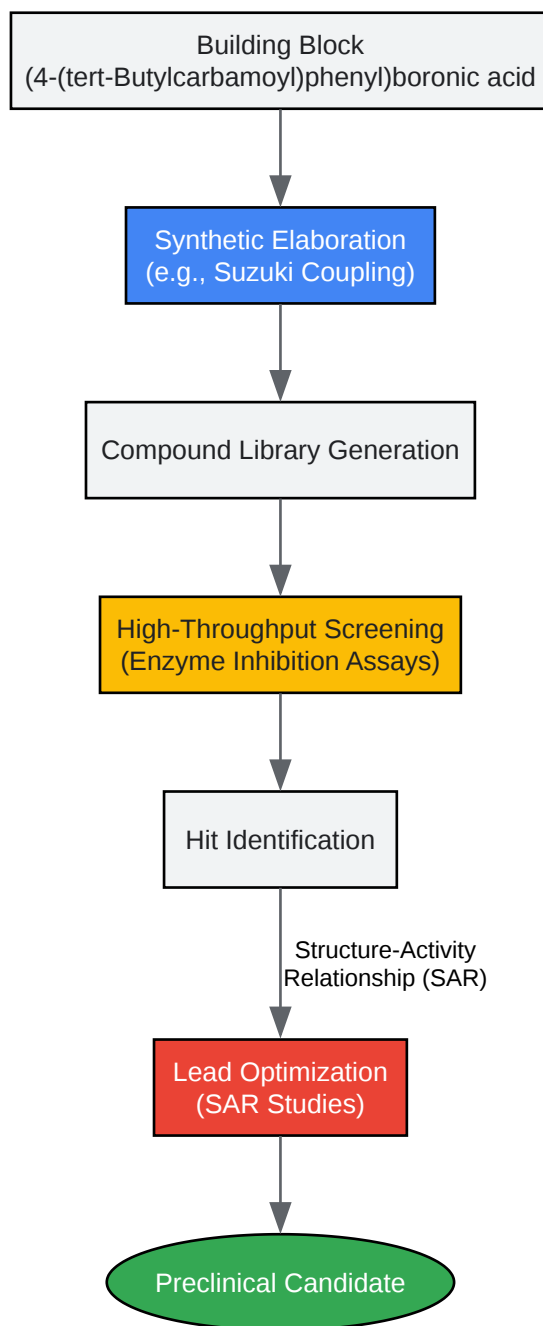 Building Block
(4-(tert-Butylcarbamoyl)phenyl)boronic acid
Synthetic Elaboration
(e.g., Suzuki Coupling)
Compound Library Generation
High-Throughput Screening
(Enzyme Inhibition Assays)
Hit Identification
Structure-Activity
Relationship (SAR)
Lead Optimization
(SAR Studies)
Preclinical Candidate